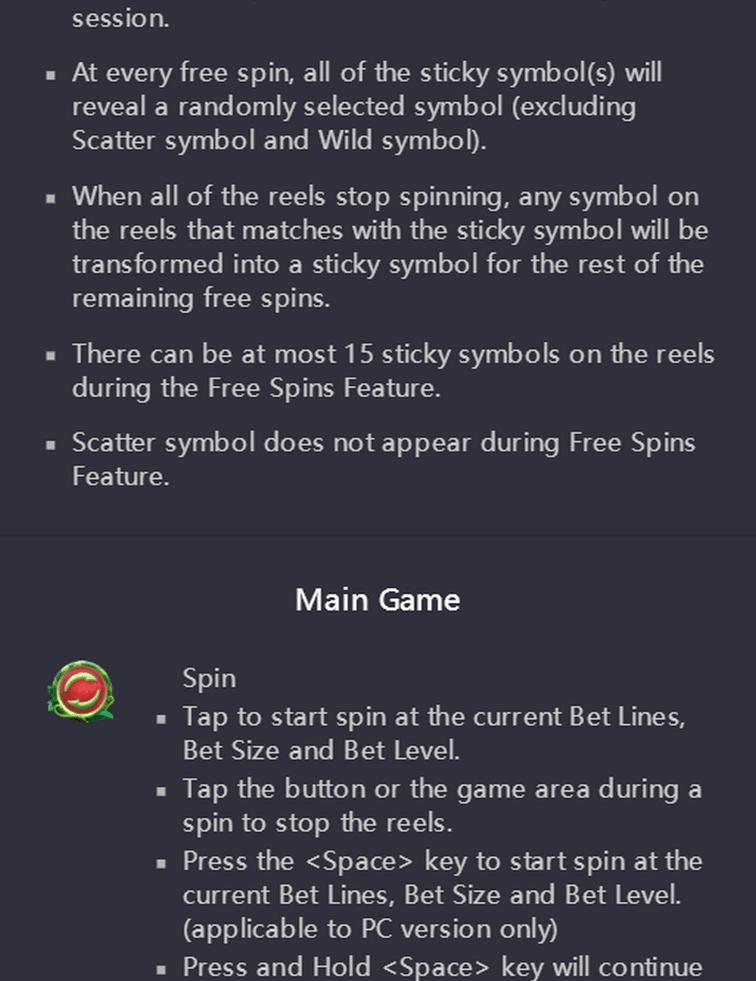 session.
▪ At every free spin, all of the sticky symbol(s) will
reveal a randomly selected symbol (excluding
Scatter symbol and Wild symbol).
▪ When all of the reels stop spinning, any symbol on
the reels that matches with the sticky symbol will be
transformed into a sticky symbol for the rest of the
remaining free spins.
▪ There can be at most 15 sticky symbols on the reels
during the Free Spins Feature.
▪ Scatter symbol does not appear during Free Spins
Feature.
Main Game
Spin
▪ Tap to start spin at the current Bet Lines,
Bet Size and Bet Level.
▪ Tap the button or the game area during a
spin to stop the reels.
▪ Press the <Space> key to start spin at the
current Bet Lines, Bet Size and Bet Level.
(applicable to PC version only)
▪ Press and Hold <Space> key will continue